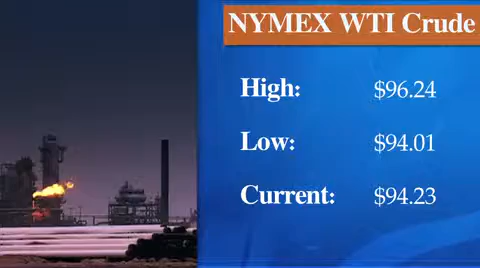 NYMEX WTI Crude
High: $96.24
Low: $94.01
Current: $94.23